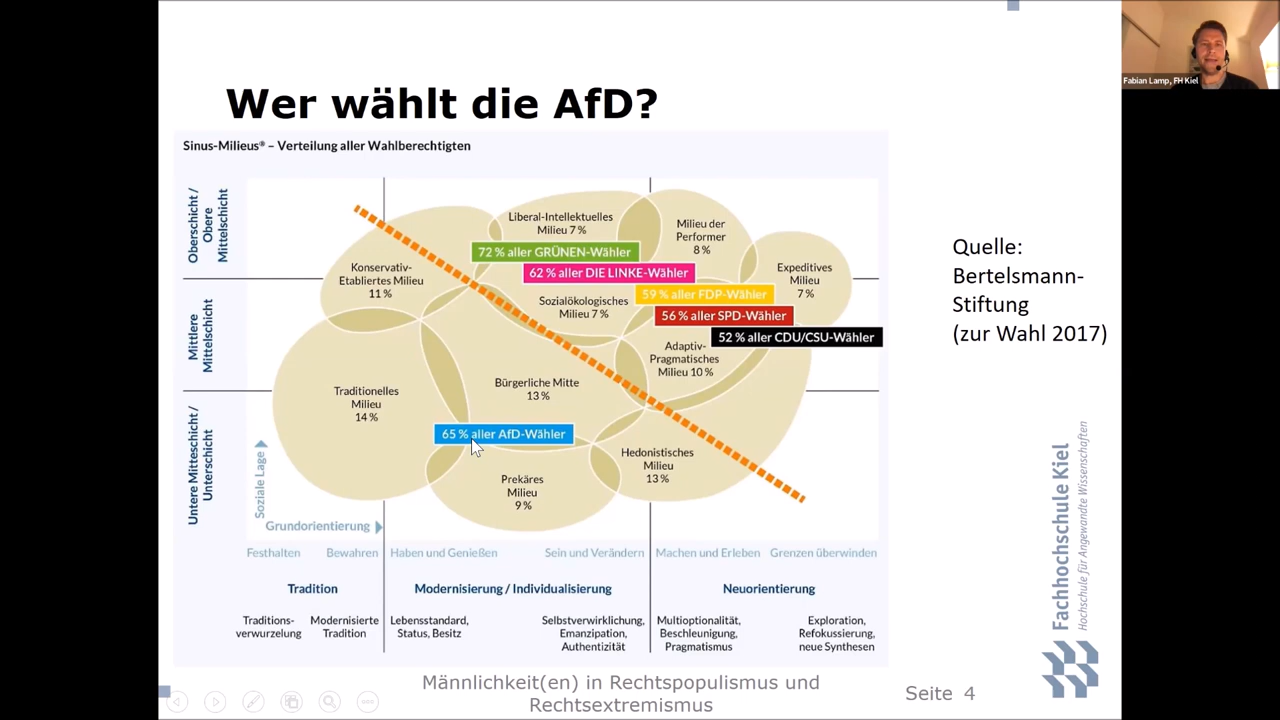 Fabian Lamp, FH Kiel
Wer wählt die AfD?
Sinus-Milieus® – Verteilung aller Wahlberechtigten
Oberschicht /
Obere
Mittelschicht
Mittlere
Mittelschicht
Untere Mitteschicht /
Unterschicht
Soziale Lage
Grundorientierung
Liberal-Intellektuelles
Milieu 7 %
Milieu der
Performer
8 %
72 % aller GRÜNEN-Wähler
62 % aller DIE LINKE-Wähler
Konservativ-
Etabliertes Milieu
11 %
Expeditives
Milieu
7 %
59 % aller FDP-Wähler
Sozialökologisches
Milieu 7 %
56 % aller SPD-Wähler
52 % aller CDU/CSU-Wähler
Adaptiv-
Pragmatisches
Milieu 10 %
Traditionelles
Milieu
14 %
Bürgerliche Mitte
13 %
65 % aller AfD-Wähler
Hedonistisches
Milieu
13 %
Prekäres
Milieu
9 %
Festhalten Bewahren Haben und Genießen Sein und Verändern Machen und Erleben Grenzen überwinden
Tradition Modernisierung / Individualisierung Neuorientierung
Traditions-
verwurzelung
Modernisierte
Tradition
Lebensstandard,
Status, Besitz
Selbstverwirklichung,
Emanzipation,
Authentizität
Multioptionalität,
Beschleunigung,
Pragmatismus
Exploration,
Refokussierung,
neue Synthesen
Quelle:
Bertelsmann-
Stiftung
(zur Wahl 2017)
Fachhochschule Kiel
Hochschule für Angewandte Wissenschaften
Männlichkeit(en) in Rechtspopulismus und
Rechtsextremismus
Seite 4